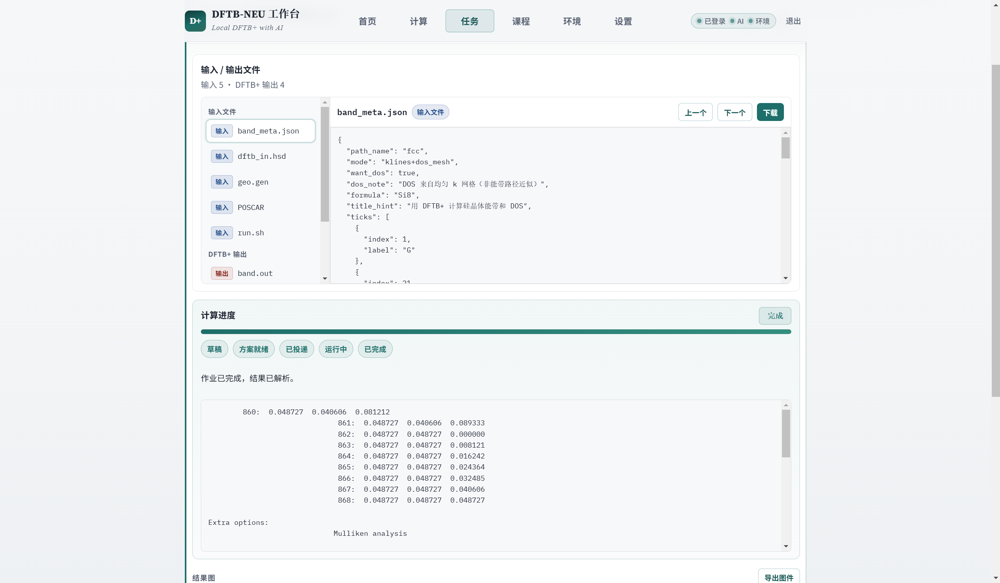 D+
DFTB-NEU 工作台
Local DFTB+ with AI
首页
计算
任务
课程
环境
设置
已登录 AI 环境
退出
输入 / 输出文件
输入 5 • DFTB+ 输出 4
输入文件
输入 band_meta.json
输入 dftb_in.hsd
输入 geo.gen
输入 POSCAR
输入 run.sh
DFTB+ 输出
输出 band.out
band_meta.json 输入文件
上一个
下一个
下载
{
"path_name": "fcc",
"mode": "klines+dos_mesh",
"want_dos": true,
"dos_note": "DOS 来自均匀 k 网格（非能带路径近似）",
"formula": "Si8",
"title_hint": "用 DFTB+ 计算硅晶体能带和 DOS",
"ticks": [
{
"index": 1,
"label": "G"
},
{
"index": 21
计算进度
完成
草稿
方案就绪
已投递
运行中
已完成
作业已完成，结果已解析。
860: 0.048727 0.040606 0.081212
861: 0.048727 0.040606 0.089333
862: 0.048727 0.048727 0.000000
863: 0.048727 0.048727 0.008121
864: 0.048727 0.048727 0.016242
865: 0.048727 0.048727 0.024364
866: 0.048727 0.048727 0.032485
867: 0.048727 0.048727 0.040606
868: 0.048727 0.048727 0.048727
Extra options:
Mulliken analysis
结果图
导出图件